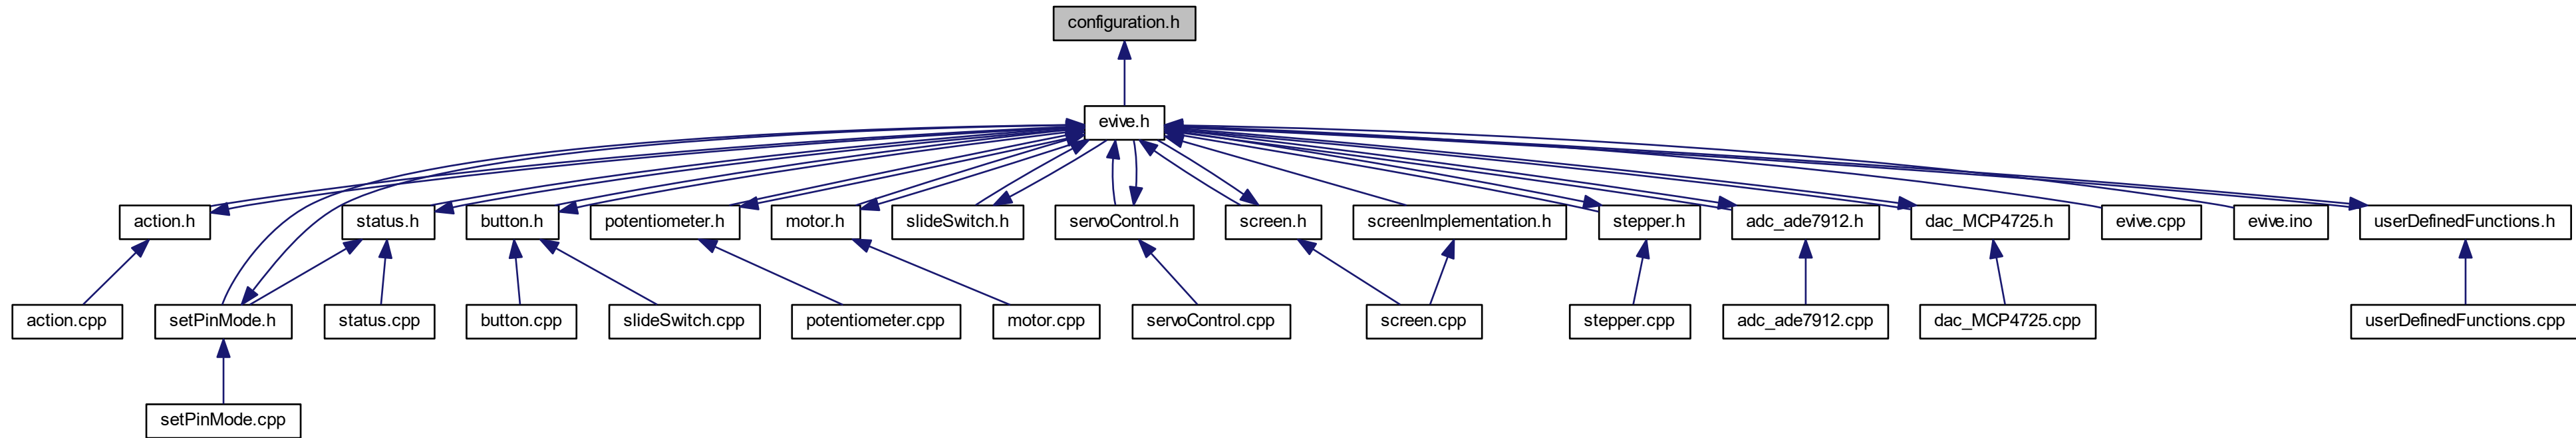 configuration.h
evive.h
action.h
status.h
button.h
potentiometer.h
motor.h
slideSwitch.h
servoControl.h
screen.h
screenImplementation.h
stepper.h
adc_ade7912.h
dac_MCP4725.h
evive.cpp
evive.ino
userDefinedFunctions.h
action.cpp
setPinMode.h
status.cpp
button.cpp
slideSwitch.cpp
potentiometer.cpp
motor.cpp
servoControl.cpp
screen.cpp
stepper.cpp
adc_ade7912.cpp
dac_MCP4725.cpp
userDefinedFunctions.cpp
setPinMode.cpp